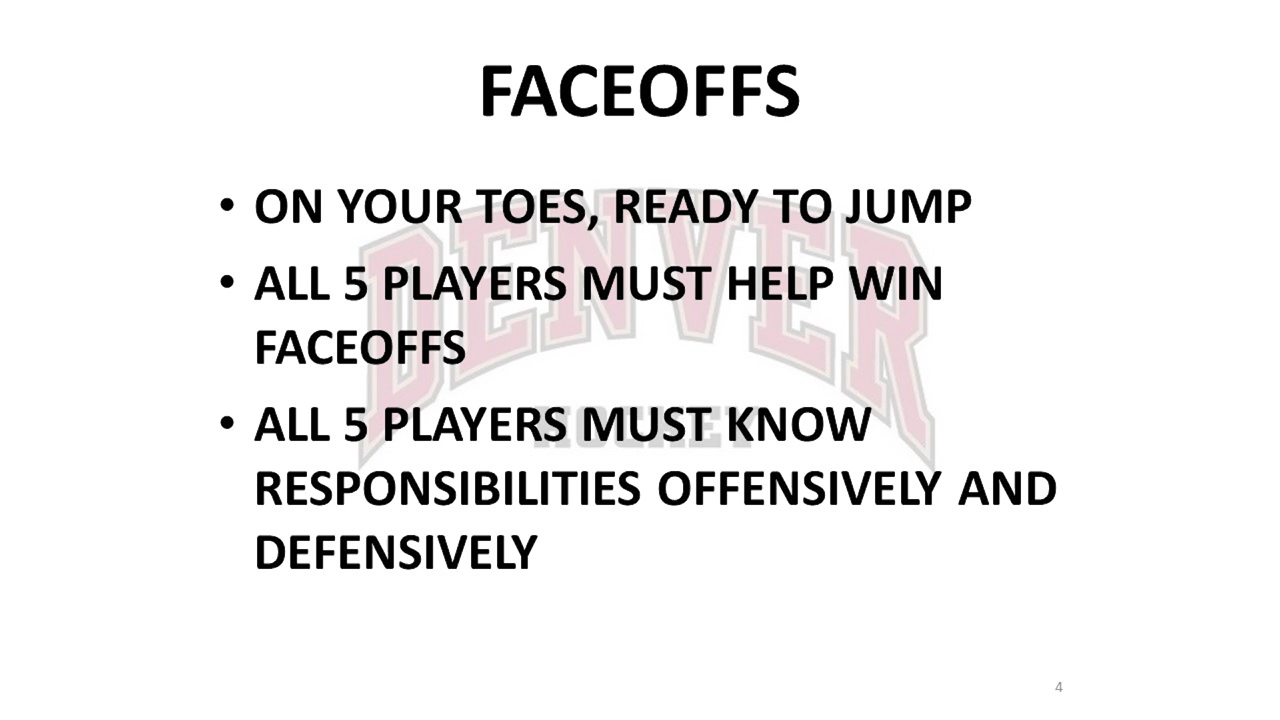 FACEOFFS
• ON YOUR TOES, READY TO JUMP
• ALL 5 PLAYERS MUST HELP WIN
FACEOFFS
• ALL 5 PLAYERS MUST KNOW
RESPONSIBILITIES OFFENSIVELY AND
DEFENSIVELY
DENVER
HOCKEY
4